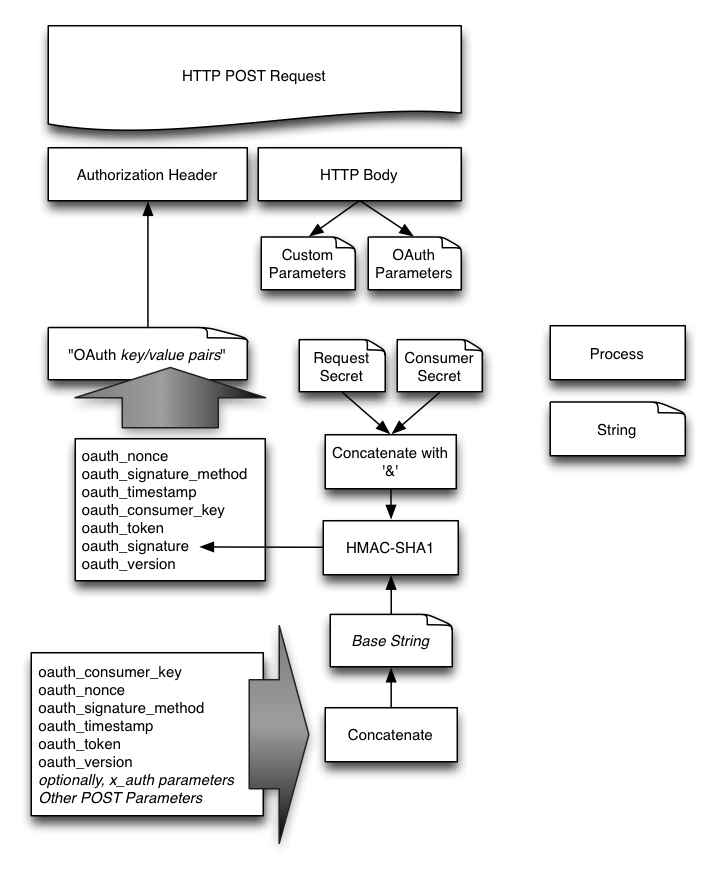 HTTP POST Request
Authorization Header
HTTP Body
Custom
Parameters
OAuth
Parameters
"OAuth key/value pairs"
Request
Secret
Consumer
Secret
Process
String
Concatenate with
'&'
oauth_nonce
oauth_signature_method
oauth_timestamp
oauth_consumer_key
oauth_token
oauth_signature
oauth_version
HMAC-SHA1
Base String
oauth_consumer_key
oauth_nonce
oauth_signature_method
oauth_timestamp
oauth_token
oauth_version
optionally, x_auth parameters
Other POST Parameters
Concatenate